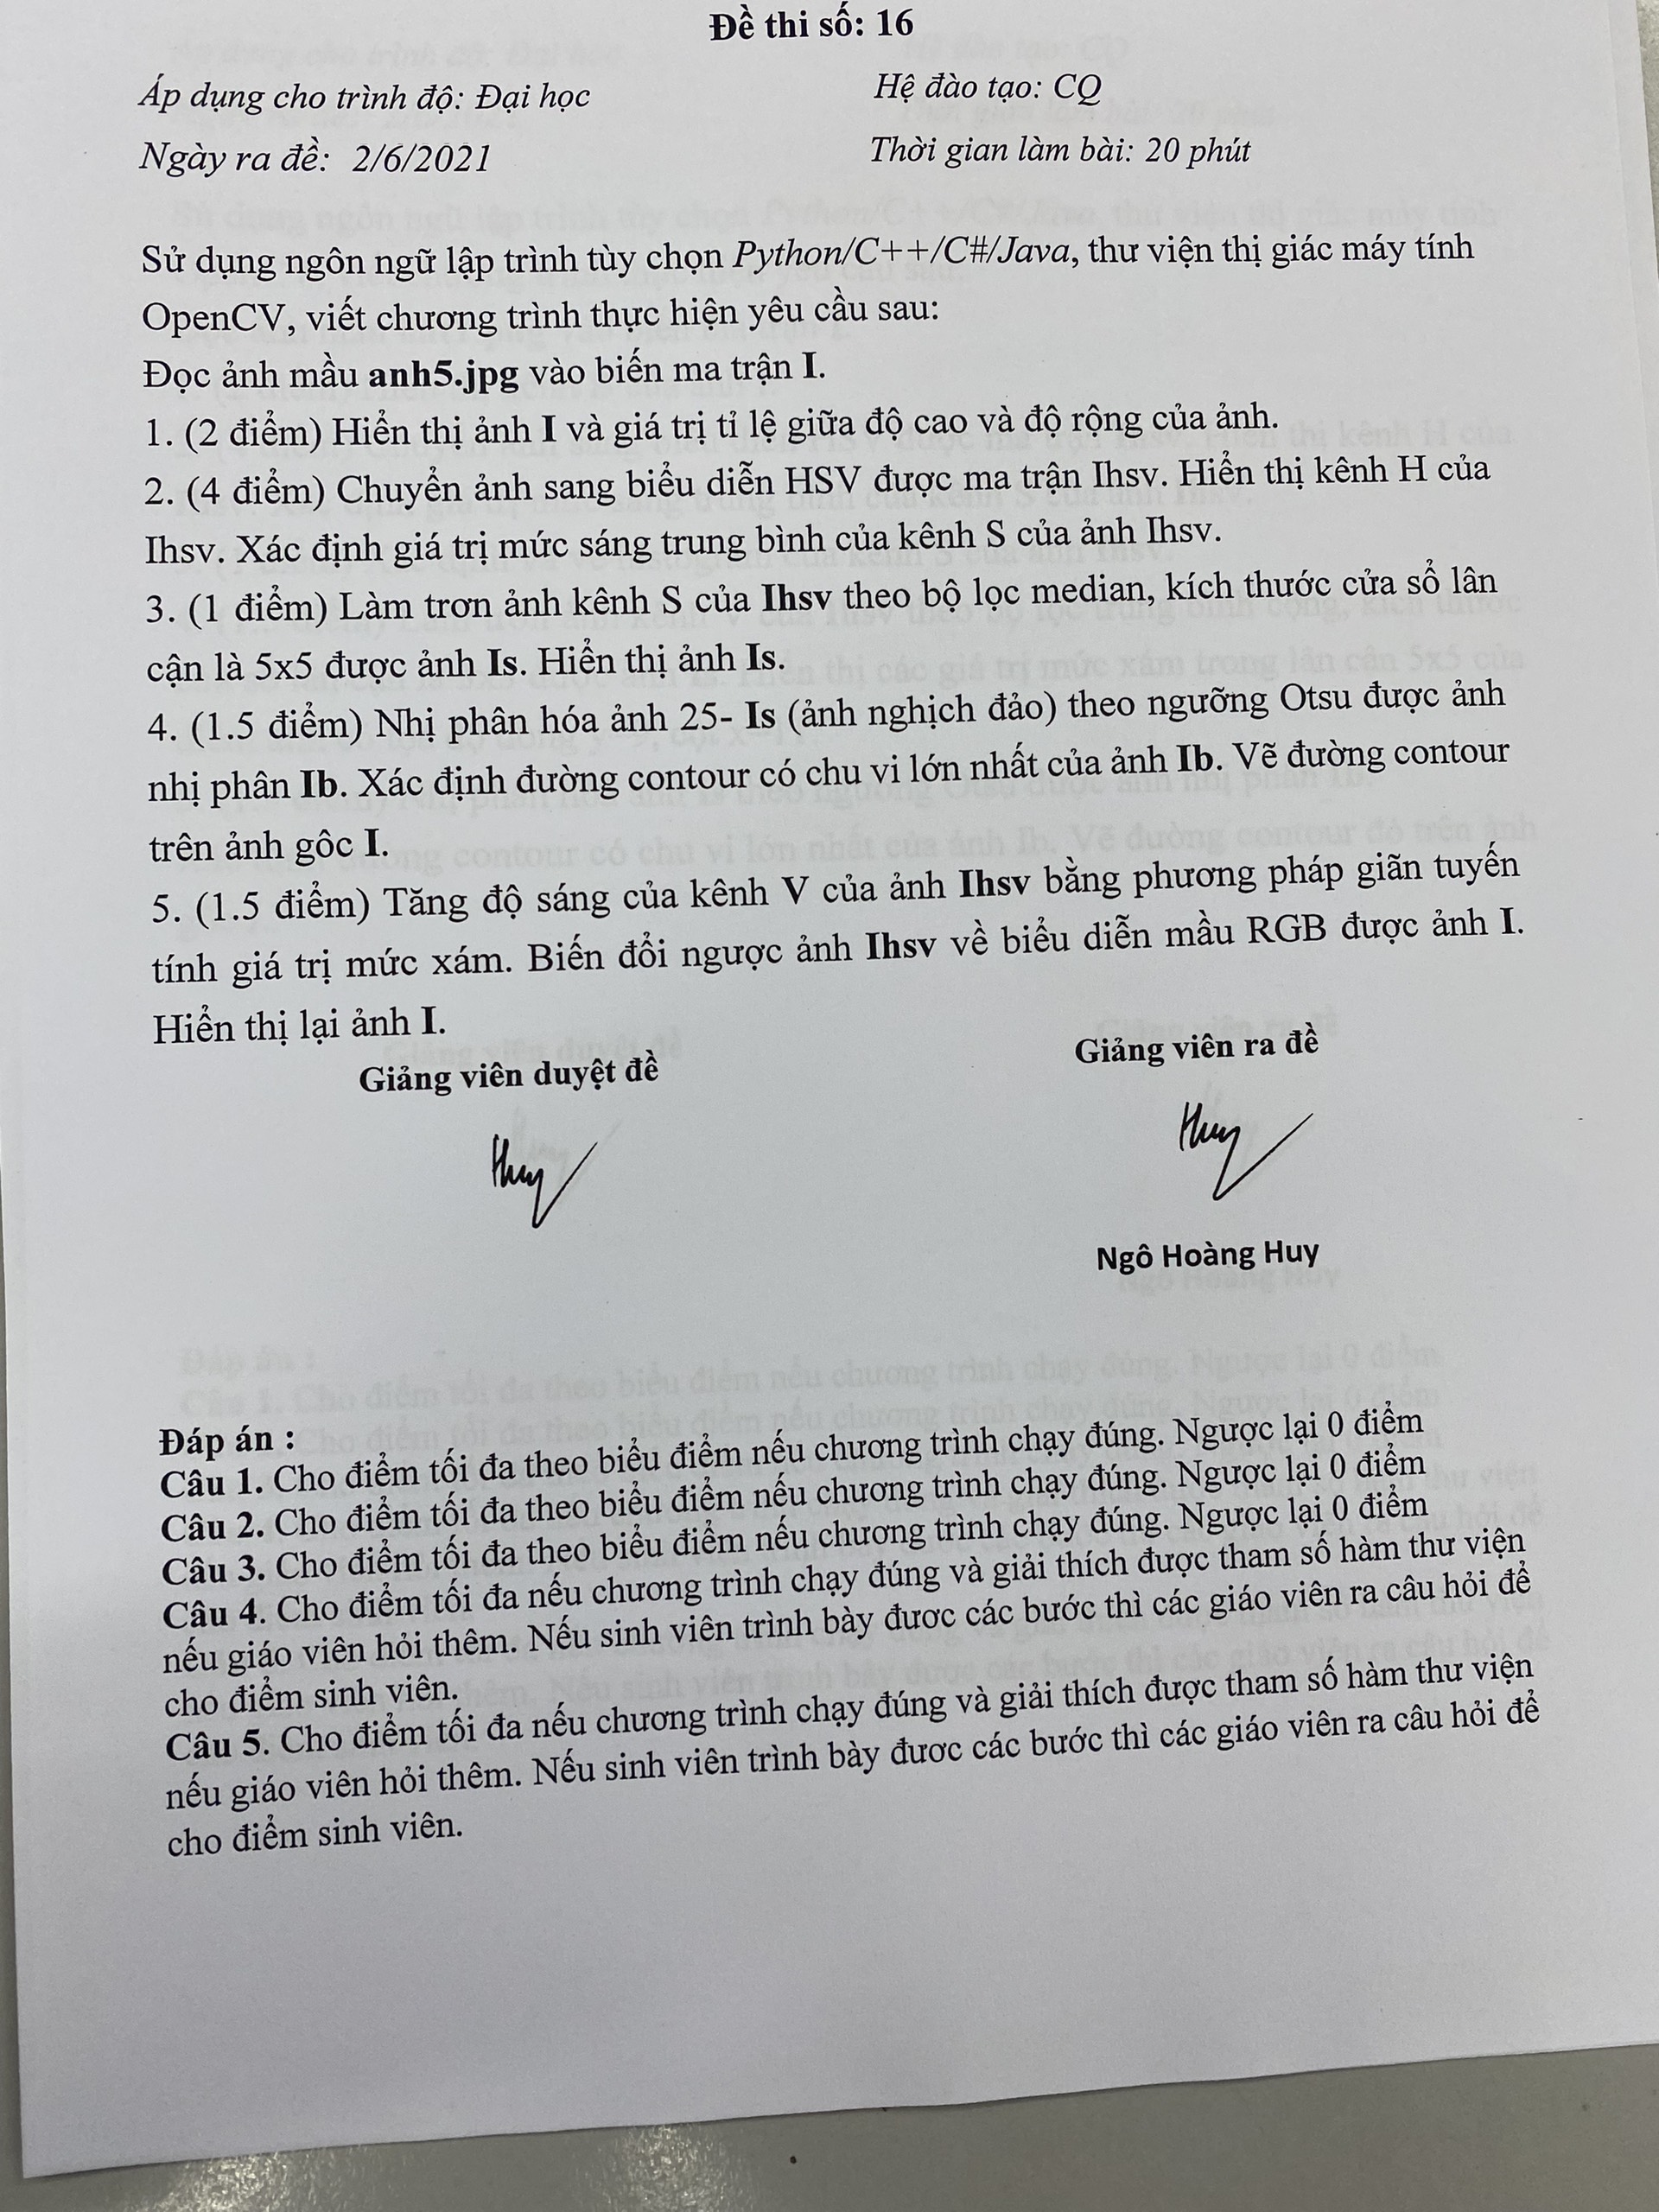 Đề thi số: 16
Áp dụng cho trình độ: Đại học
Hệ đào tạo: CQ
Ngày ra đề: 2/6/2021
Thời gian làm bài: 20 phút
Sử dụng ngôn ngữ lập trình tùy chọn Python/C++/C#/Java, thư viện thị giác máy tính
OpenCV, viết chương trình thực hiện yêu cầu sau:
Đọc ảnh mầu anh5.jpg vào biến ma trận I.
1. (2 điểm) Hiển thị ảnh I và giá trị tỉ lệ giữa độ cao và độ rộng của ảnh.
2. (4 điểm) Chuyển ảnh sang biểu diễn HSV được ma trận Ihsv. Hiển thị kênh H của
Ihsv. Xác định giá trị mức sáng trung bình của kênh S của ảnh Ihsv.
3. (1 điểm) Làm trơn ảnh kênh S của Ihsv theo bộ lọc median, kích thước cửa sổ lân
cận là 5x5 được ảnh Is. Hiển thị ảnh Is.
4. (1.5 điểm) Nhị phân hóa ảnh 25- Is (ảnh nghịch đảo) theo ngưỡng Otsu được ảnh
nhị phân Ib. Xác định đường contour có chu vi lớn nhất của ảnh Ib. Vẽ đường contour
trên ảnh gôc I.
5. (1.5 điểm) Tăng độ sáng của kênh V của ảnh Ihsv bằng phương pháp giãn tuyến
tính giá trị mức xám. Biến đổi ngược ảnh Ihsv về biểu diễn mầu RGB được ảnh I.
Hiển thị lại ảnh I.
Giảng viên duyệt đề
Giảng viên ra đề
Huy
Huy
Ngô Hoàng Huy
Đáp án :
Câu 1. Cho điểm tối đa theo biểu điểm nếu chương trình chạy đúng. Ngược lại 0 điểm
Câu 2. Cho điểm tối đa theo biểu điểm nếu chương trình chạy đúng. Ngược lại 0 điểm
Câu 3. Cho điểm tối đa theo biểu điểm nếu chương trình chạy đúng. Ngược lại 0 điểm
Câu 4. Cho điểm tối đa nếu chương trình chạy đúng và giải thích được tham số hàm thư viện
nếu giáo viên hỏi thêm. Nếu sinh viên trình bày đươc các bước thì các giáo viên ra câu hỏi để
cho điểm sinh viên.
Câu 5. Cho điểm tối đa nếu chương trình chạy đúng và giải thích được tham số hàm thư viện
nếu giáo viên hỏi thêm. Nếu sinh viên trình bày đươc các bước thì các giáo viên ra câu hỏi để
cho điểm sinh viên.